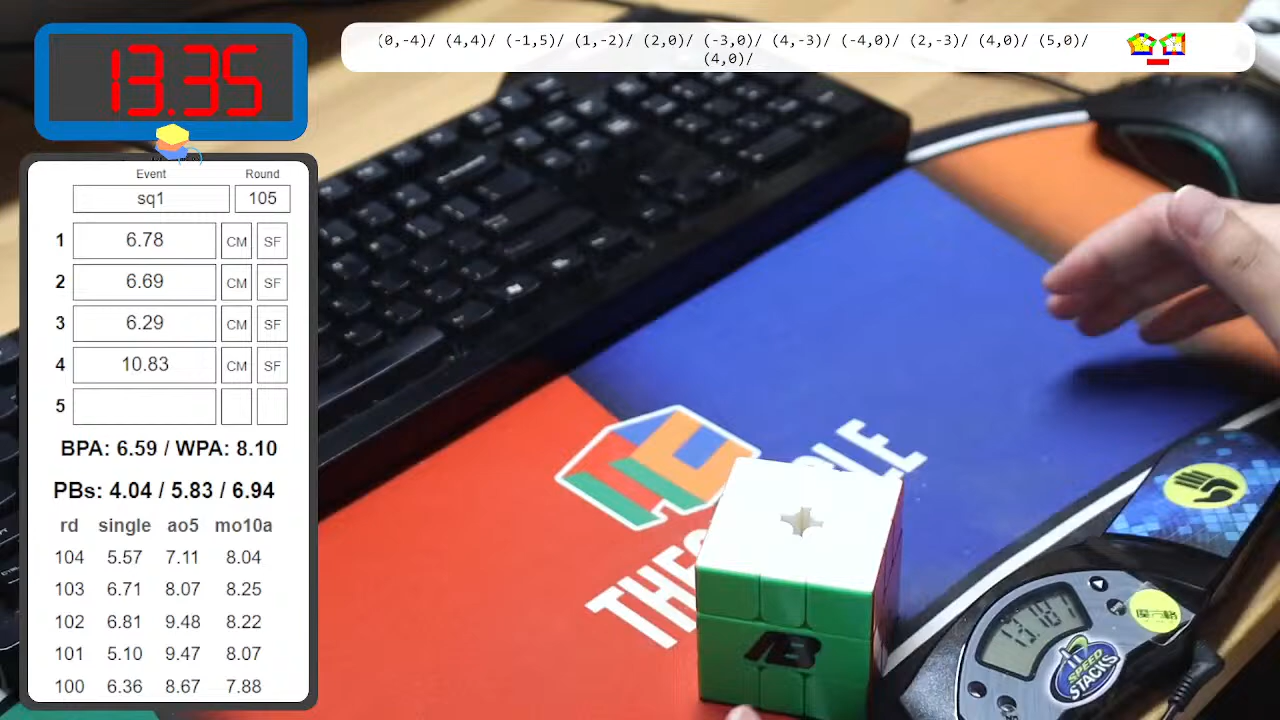 13.35
(0,-4)/ (4,4)/ (-1,5)/ (1,-2)/ (2,0)/ (-3,0)/ (4,-3)/ (-4,0)/ (2,-3)/ (4,0)/ (5,0)/
(4,0)/
Event Round
sq1 105
1 6.78 CM SF
2 6.69 CM SF
3 6.29 CM SF
4 10.83 CM SF
5
BPA: 6.59 / WPA: 8.10
PBs: 4.04 / 5.83 / 6.94
rd single ao5 mo10a
104 5.57 7.11 8.04
103 6.71 8.07 8.25
102 6.81 9.48 8.22
101 5.10 9.47 8.07
100 6.36 8.67 7.88
SPEED
STACKS